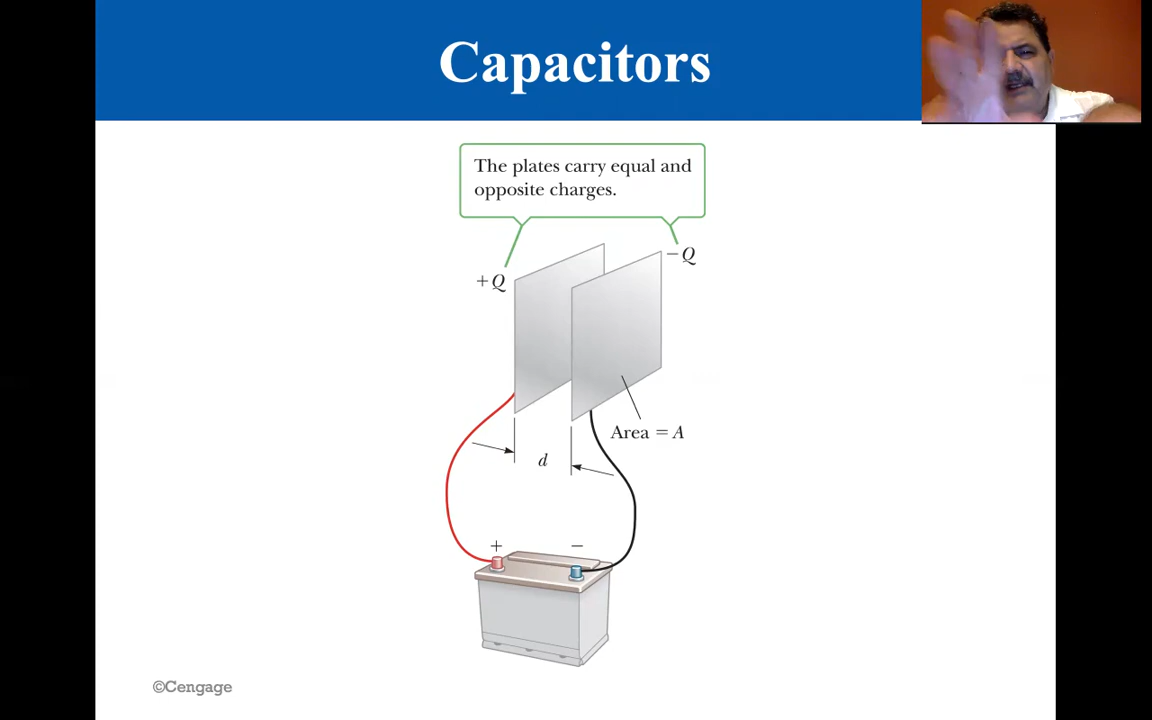 Capacitors
The plates carry equal and
opposite charges.
−Q
+Q
Area = A
d
+
−
©Cengage